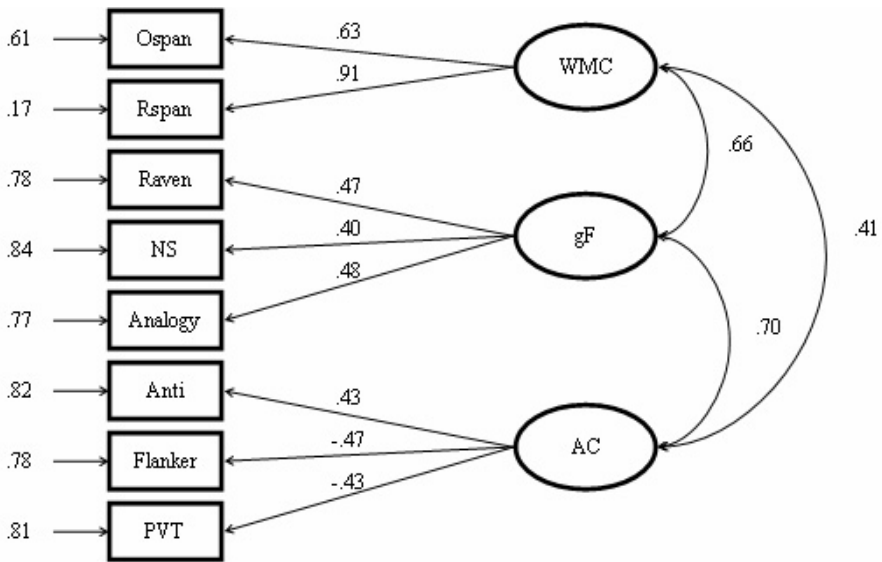 .61 Ospan .63 WMC
.91
.17 Rspan
.66
.78 Raven .47
.40 gF .41
.84 NS
.48
.77 Analogy .70
.82 Anti .43
-.47 AC
.78 Flanker
-.43
.81 PVT